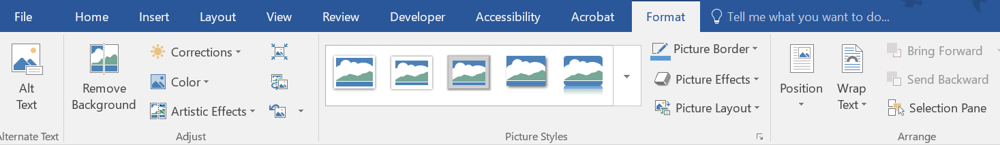 File Home Insert Layout View Review Developer Accessibility Acrobat Format Tell me what you want to do...
Alt
Text
lternate Text
Remove
Background
Corrections
Color
Artistic Effects
Adjust
Picture Styles
Picture Border
Picture Effects
Picture Layout
Position
Wrap
Text
Bring Forward
Send Backward
Selection Pane
Arrange